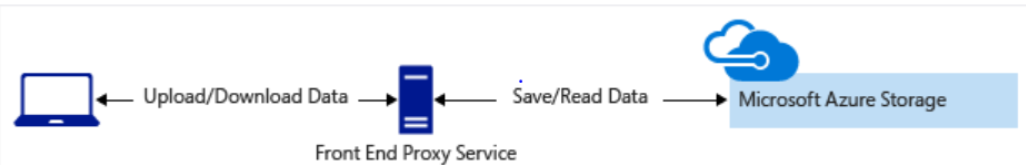 Upload/Download Data
Save/Read Data
Microsoft Azure Storage
Front End Proxy Service